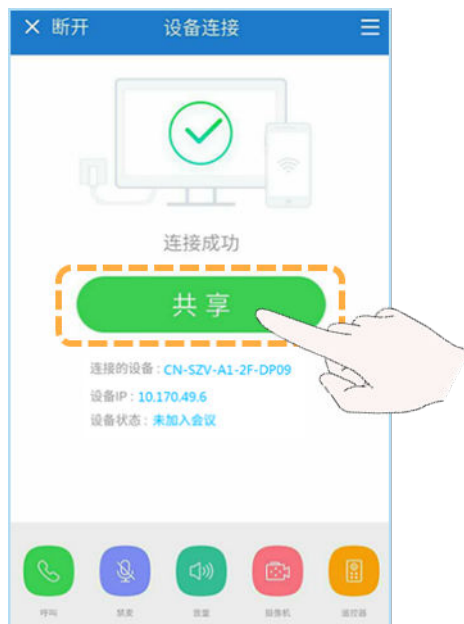 × 断开 设备连接
连接成功
共享
连接的设备：CN-SZV-A1-2F-DP09
设备IP：10.170.49.6
设备状态：未加入会议
呼叫 禁麦 音量 摄像机 遥控器